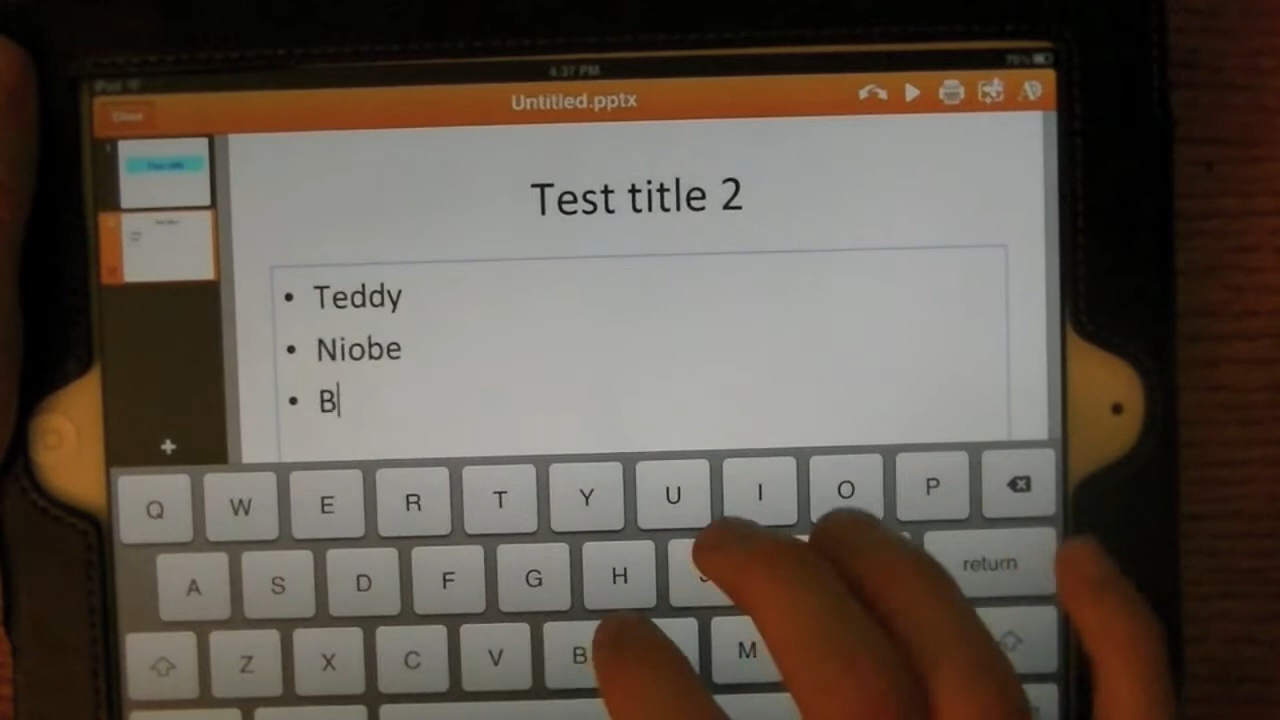 4:37 PM
Close
Untitled.pptx
Test title 2
• Teddy
• Niobe
• B
Q W E R T Y U I O P
A S D F G H return
Z X C V B M